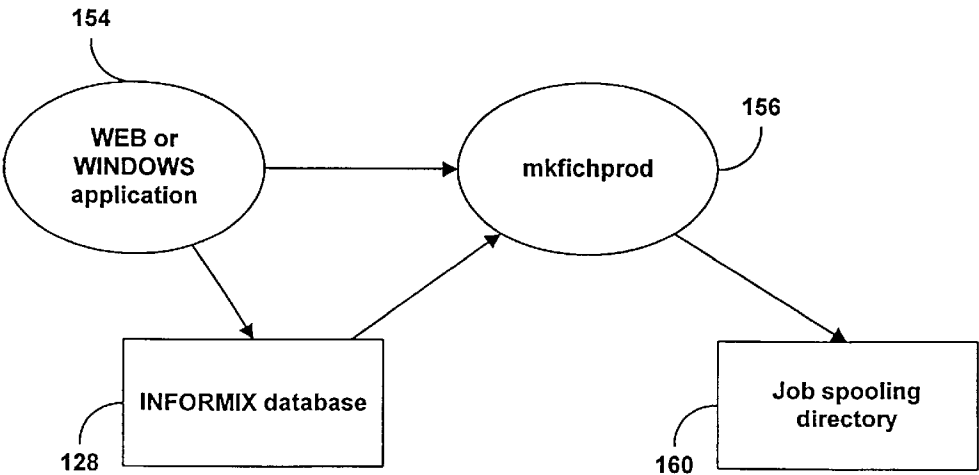 154
WEB or
WINDOWS
application
mkfichprod
156
INFORMIX database
128
Job spooling
directory
160